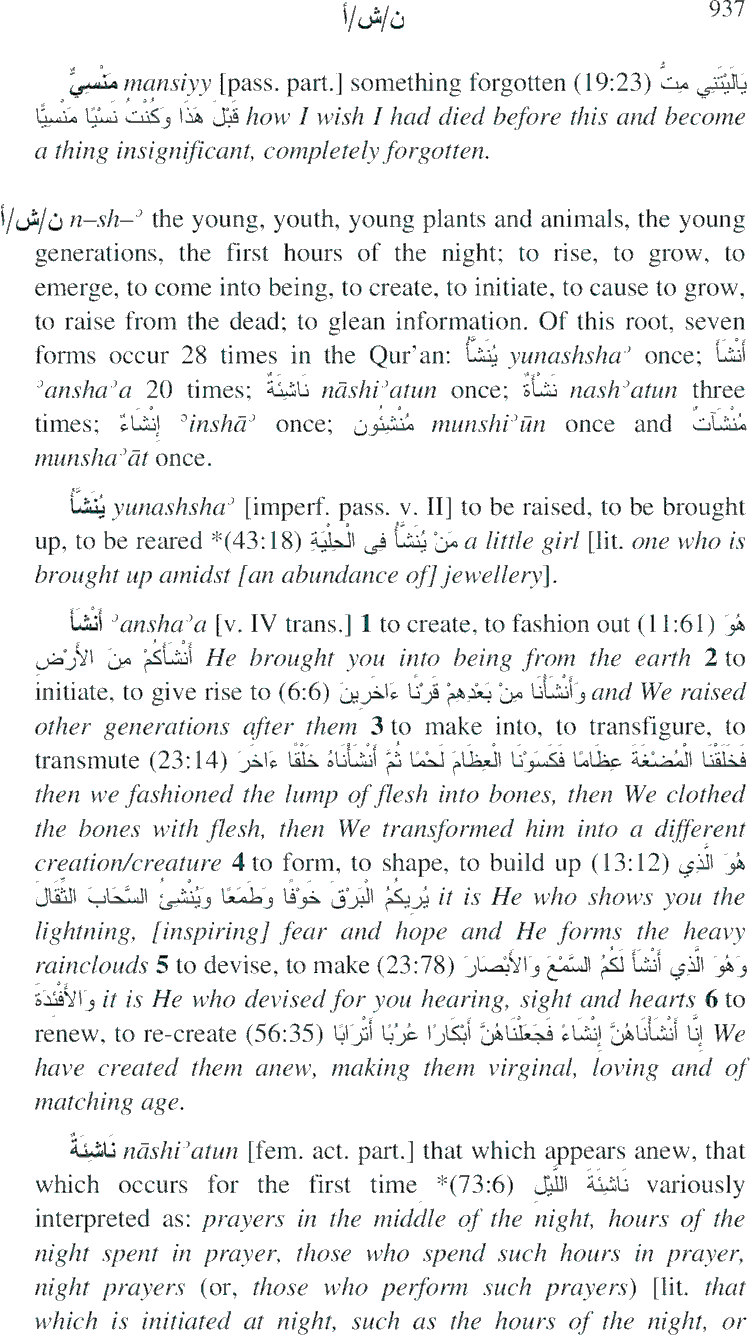 ن/ش/أ 937
مَنْسِيٌّ mansiyy [pass. part.] something forgotten (19:23) يَالَيْتَنِي مِتُّ
قَبْلَ هَذَا وَكُنْتُ نَسْيًا مَنْسِيًّا how I wish I had died before this and become
a thing insignificant, completely forgotten.
ن/ش/أ n–sh–ʾ the young, youth, young plants and animals, the young
generations, the first hours of the night; to rise, to grow, to
emerge, to come into being, to create, to initiate, to cause to grow,
to raise from the dead; to glean information. Of this root, seven
forms occur 28 times in the Qur'an: يُنَشَّأُ yunashshaʾ once; أَنْشَأَ
ʾanshaʾa 20 times; نَاشِئَةٌ nāshiʾatun once; نَشْأَةٌ nashʾatun three
times; إِنْشَاءٌ ʾinshāʾ once; مُنْشِئُون munshiʾūn once and مُنْشَآتٌ
munshaʾāt once.
يُنَشَّأُ yunashshaʾ [imperf. pass. v. II] to be raised, to be brought
up, to be reared *(43:18) مَنْ يُنَشَّأُ فِى الْحِلْيَةِ a little girl [lit. one who is
brought up amidst [an abundance of] jewellery].
أَنْشَأَ ʾanshaʾa [v. IV trans.] 1 to create, to fashion out (11:61) هُوَ
أَنْشَأَكُمْ مِنَ الأَرْضِ He brought you into being from the earth 2 to
initiate, to give rise to (6:6) وَأَنْشَأْنَا مِنْ بَعْدِهِمْ قَرْنًا ءَاخَرِينَ and We raised
other generations after them 3 to make into, to transfigure, to
transmute (23:14) فَخَلَقْنَا الْمُضْغَةَ عِظَامًا فَكَسَوْنَا الْعِظَامَ لَحْمًا ثُمَّ أَنْشَأْنَاهُ خَلْقًا ءَاخَرَ
then we fashioned the lump of flesh into bones, then We clothed
the bones with flesh, then We transformed him into a different
creation/creature 4 to form, to shape, to build up (13:12) هُوَ الَّذِي
يُرِيكُمُ الْبَرْقَ خَوْفًا وَطَمَعًا وَيُنْشِئُ السَّحَابَ الثِّقَالَ it is He who shows you the
lightning, [inspiring] fear and hope and He forms the heavy
rainclouds 5 to devise, to make (23:78) وَهُوَ الَّذِي أَنْشَأَ لَكُمُ السَّمْعَ وَالأَبْصَارَ
وَالأَفْئِدَةَ it is He who devised for you hearing, sight and hearts 6 to
renew, to re-create (56:35) إِنَّا أَنْشَأْنَاهُنَّ إِنْشَاءً فَجَعَلْنَاهُنَّ أَبْكَارًا عُرُبًا أَتْرَابًا We
have created them anew, making them virginal, loving and of
matching age.
نَاشِئَةٌ nāshiʾatun [fem. act. part.] that which appears anew, that
which occurs for the first time *(73:6) نَاشِئَةَ اللَّيْلِ variously
interpreted as: prayers in the middle of the night, hours of the
night spent in prayer, those who spend such hours in prayer,
night prayers (or, those who perform such prayers) [lit. that
which is initiated at night, such as the hours of the night, or